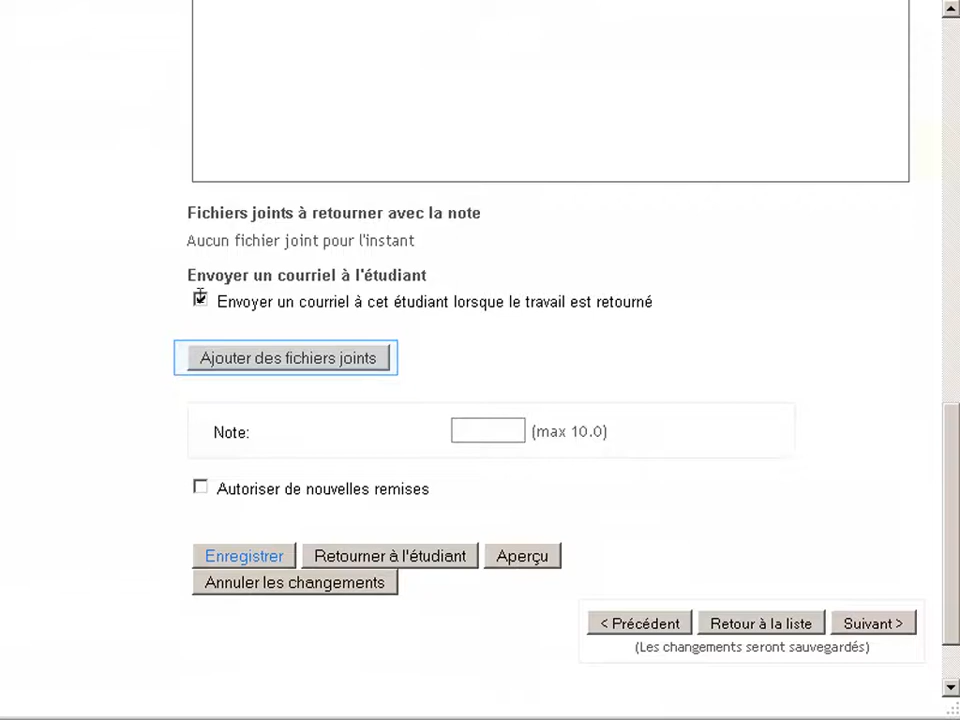 Fichiers joints à retourner avec la note
Aucun fichier joint pour l'instant
Envoyer un courriel à l'étudiant
Envoyer un courriel à cet étudiant lorsque le travail est retourné
Ajouter des fichiers joints
Note: (max 10.0)
Autoriser de nouvelles remises
Enregistrer Retourner à l'étudiant Aperçu
Annuler les changements
< Précédent Retour à la liste Suivant >
(Les changements seront sauvegardés)